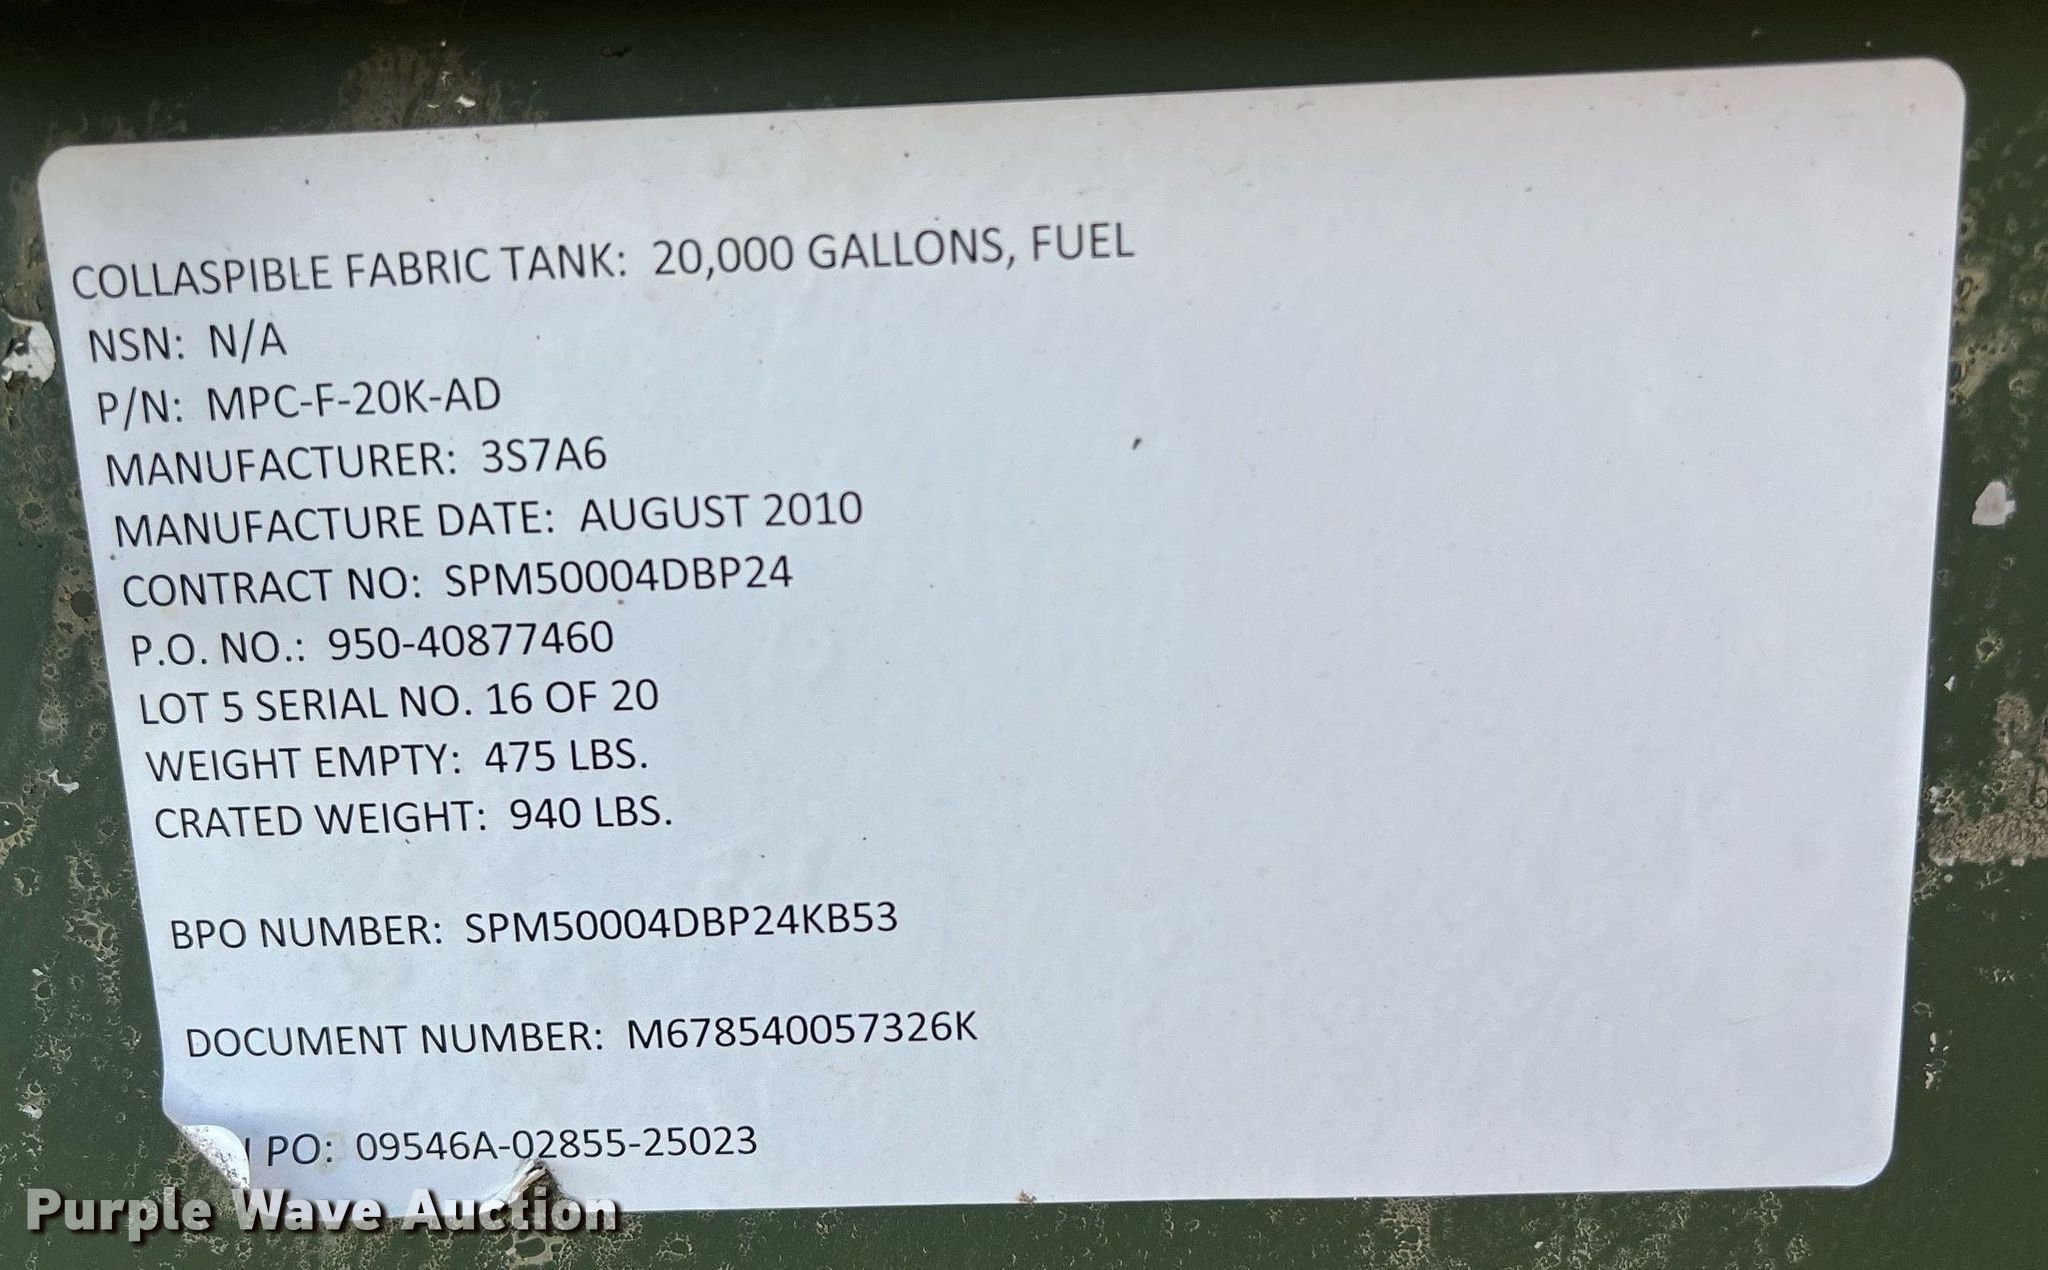 COLLASPIBLE FABRIC TANK: 20,000 GALLONS, FUEL
NSN: N/A
P/N: MPC-F-20K-AD
MANUFACTURER: 3S7A6
MANUFACTURE DATE: AUGUST 2010
CONTRACT NO: SPM50004DBP24
P.O. NO.: 950-40877460
LOT 5 SERIAL NO. 16 OF 20
WEIGHT EMPTY: 475 LBS.
CRATED WEIGHT: 940 LBS.
BPO NUMBER: SPM50004DBP24KB53
DOCUMENT NUMBER: M678540057326K
PO: 09546A-02855-25023
Purple Wave Auction